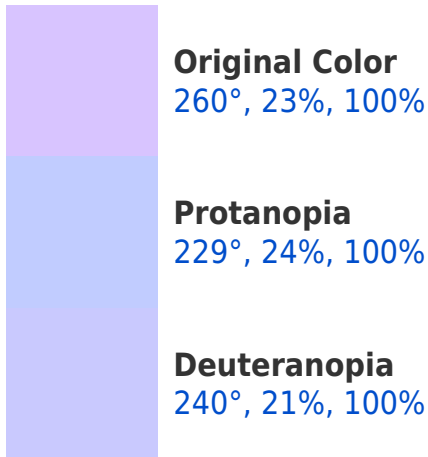 Original Color
260°, 23%, 100%
Protanopia
229°, 24%, 100%
Deuteranopia
240°, 21%, 100%